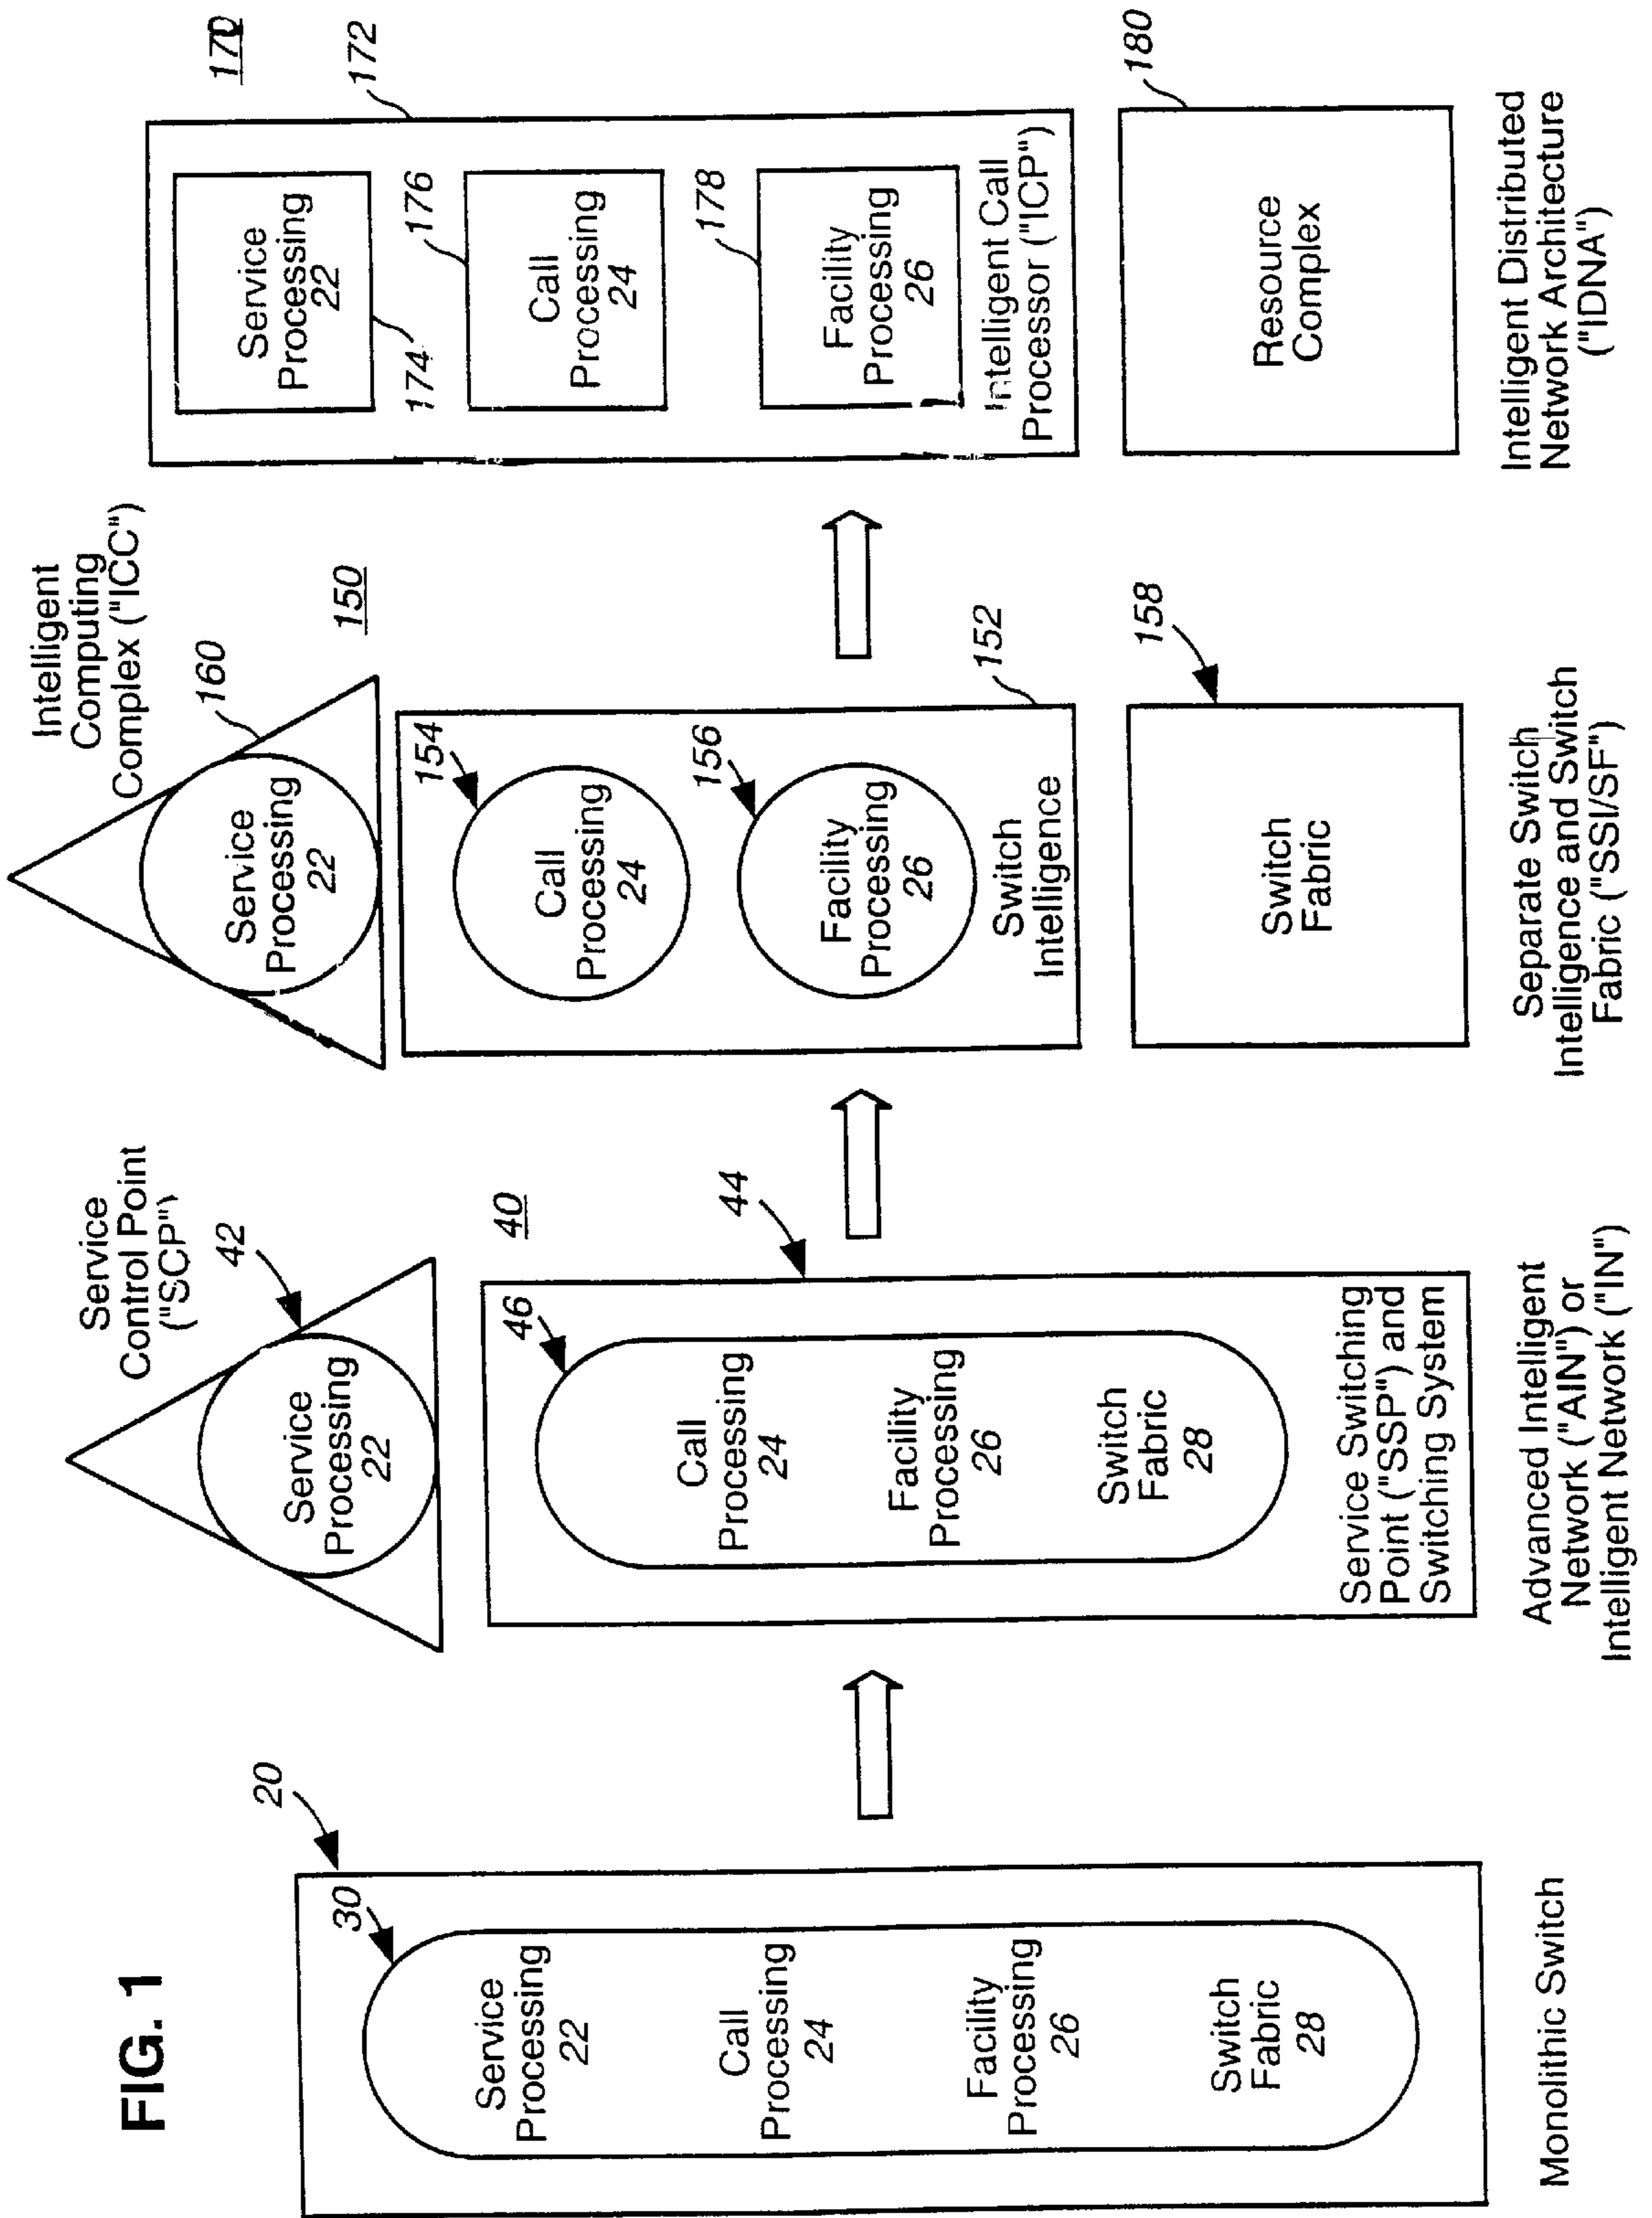 FIG. 1
20
30
Service
Processing
22
Call
Processing
24
Facility
Processing
26
Switch
Fabric
28
Monolithic Switch
Service
Control Point
("SCP")
42
Service
Processing
22
40
44
46
Call
Processing
24
Facility
Processing
26
Switch
Fabric
28
Service Switching
Point ("SSP") and
Switching System
Advanced Intelligent
Network ("AIN") or
Intelligent Network ("IN")
Intelligent
Computing
Complex ("ICC")
160
150
Service
Processing
22
154
Call
Processing
24
156
Facility
Processing
26
Switch
Intelligence
152
158
Switch
Fabric
Separate Switch
Intelligence and Switch
Fabric ("SSI/SF")
170
172
Service
Processing
22
174
176
Call
Processing
24
178
Facility
Processing
26
Intelligent Call
Processor ("ICP")
180
Resource
Complex
Intelligent Distributed
Network Architecture
("IDNA")